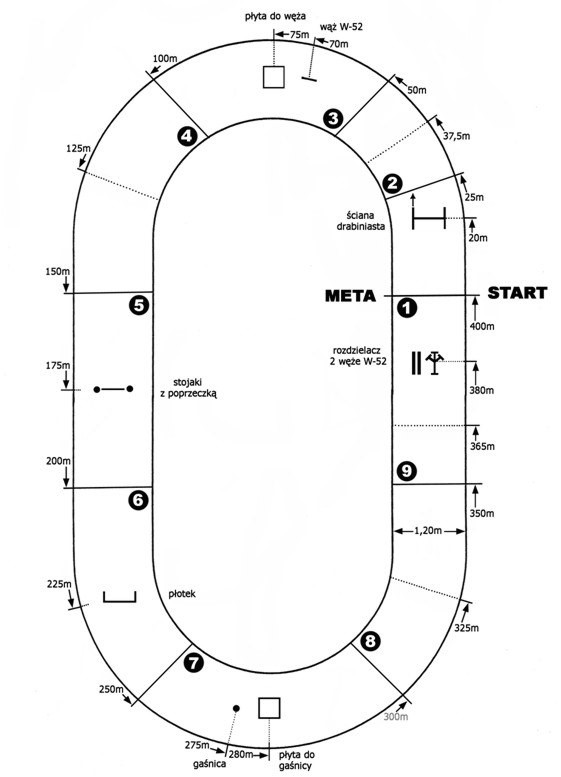 płyta do węża
75m
wąż W-52
70m
100m
50m
37,5m
3
4
125m
2
25m
ściana
drabiniasta
20m
150m
META
START
5
1
400m
rozdzielacz
2 węże W-52
175m
stojaki
z poprzeczką
380m
365m
200m
9
6
350m
1,20m
225m
płotek
325m
8
7
250m
300m
275m
gaśnica
280m
płyta do
gaśnicy